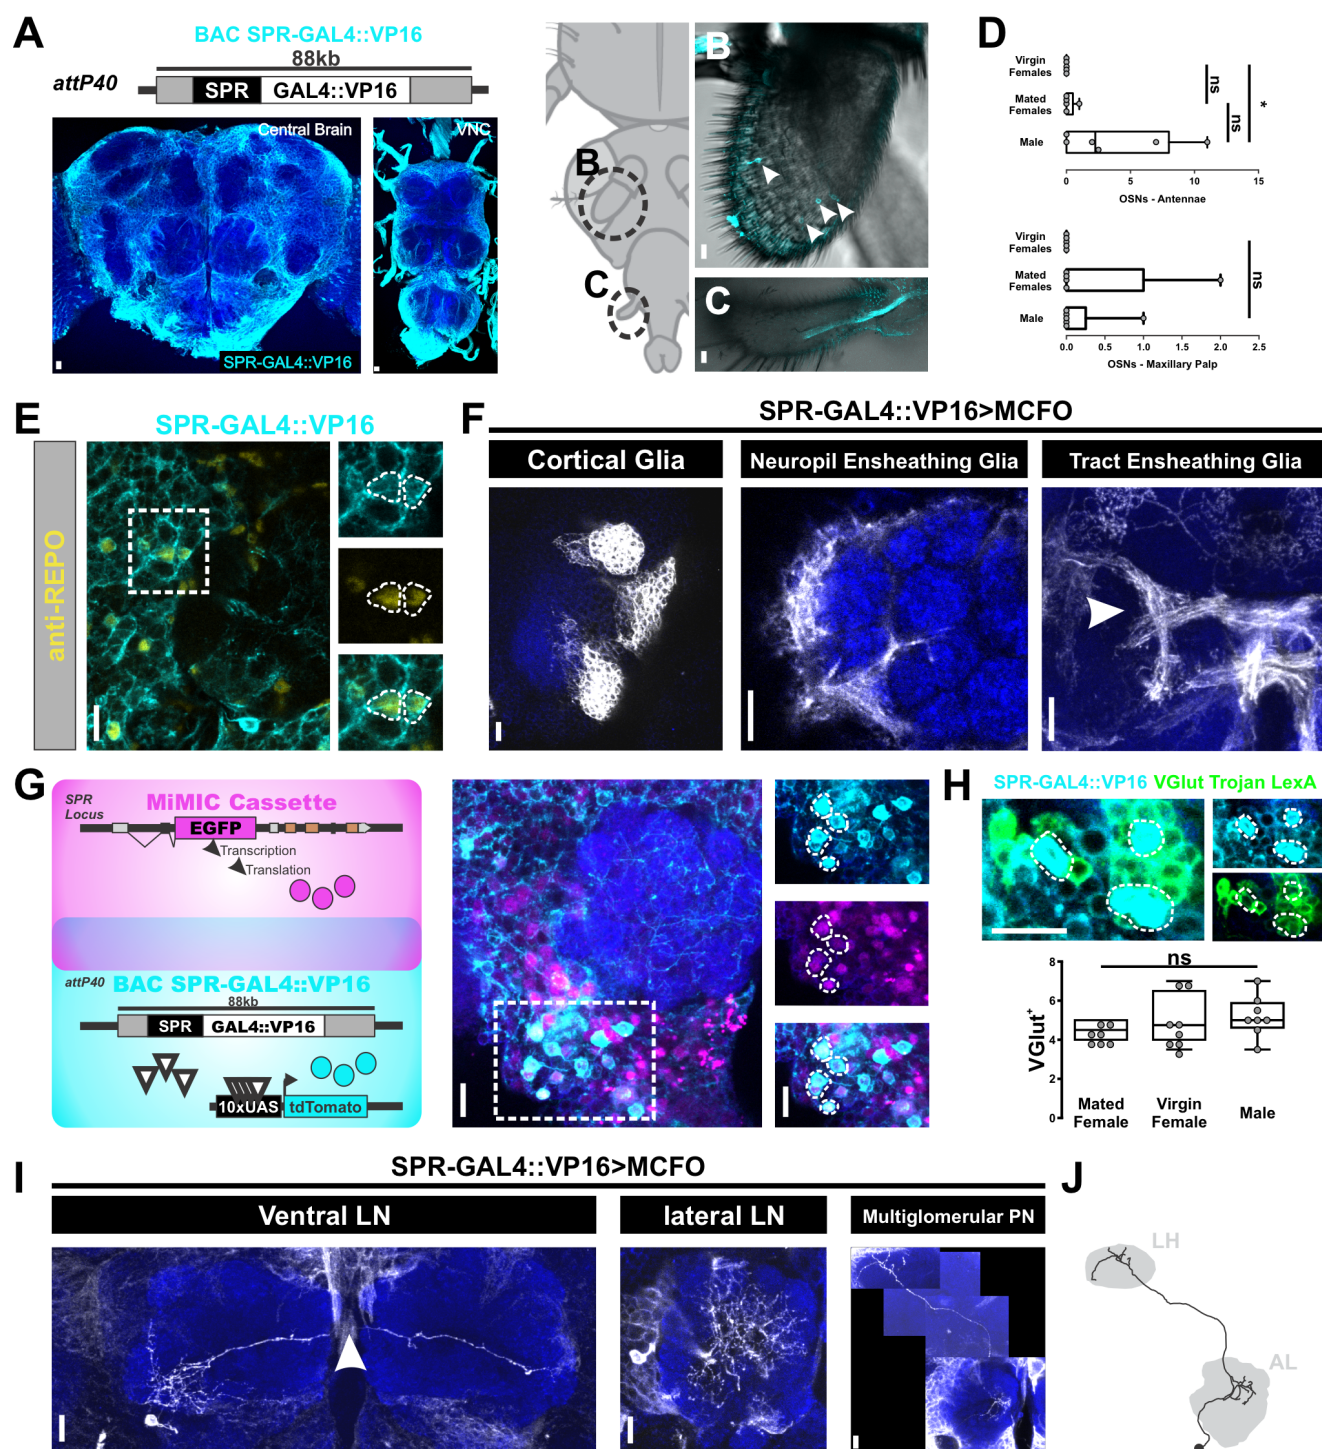 A
BAC SPR-GAL4::VP16
88kb
attP40
SPR
GAL4::VP16
Central Brain
SPR-GAL4::VP16
VNC
B
C
B
C
D
Virgin
Females
Mated
Females
Male
ns
ns
*
0
5
10
15
OSNs - Antennae
Virgin
Females
Mated
Females
Male
ns
0.0
0.5
1.0
1.5
2.0
2.5
OSNs - Maxillary Palp
E
SPR-GAL4::VP16
anti-REPO
F
SPR-GAL4::VP16>MCFO
Cortical Glia
Neuropil Ensheathing Glia
Tract Ensheathing Glia
G
SPR
Locus
MiMIC Cassette
EGFP
Transcription
Translation
attP40
BAC SPR-GAL4::VP16
88kb
SPR
GAL4::VP16
10xUAS
tdTomato
H
SPR-GAL4::VP16 VGlut Trojan LexA
ns
VGlut+
8
6
4
2
0
Mated
Female
Virgin
Female
Male
I
SPR-GAL4::VP16>MCFO
Ventral LN
lateral LN
Multiglomerular PN
J
LH
AL